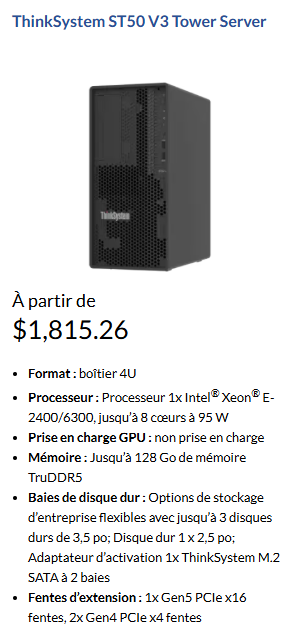 ThinkSystem ST50 V3 Tower Server
ThinkSystem
À partir de
$1,815.26
• Format : boîtier 4U
• Processeur : Processeur 1x Intel® Xeon® E-
2400/6300, jusqu'à 8 cœurs à 95 W
• Prise en charge GPU : non prise en charge
• Mémoire : Jusqu'à 128 Go de mémoire
TruDDR5
• Baies de disque dur : Options de stockage
d'entreprise flexibles avec jusqu'à 3 disques
durs de 3,5 po; Disque dur 1 x 2,5 po;
Adaptateur d'activation 1x ThinkSystem M.2
SATA à 2 baies
• Fentes d'extension : 1x Gen5 PCIe x16
fentes, 2x Gen4 PCIe x4 fentes